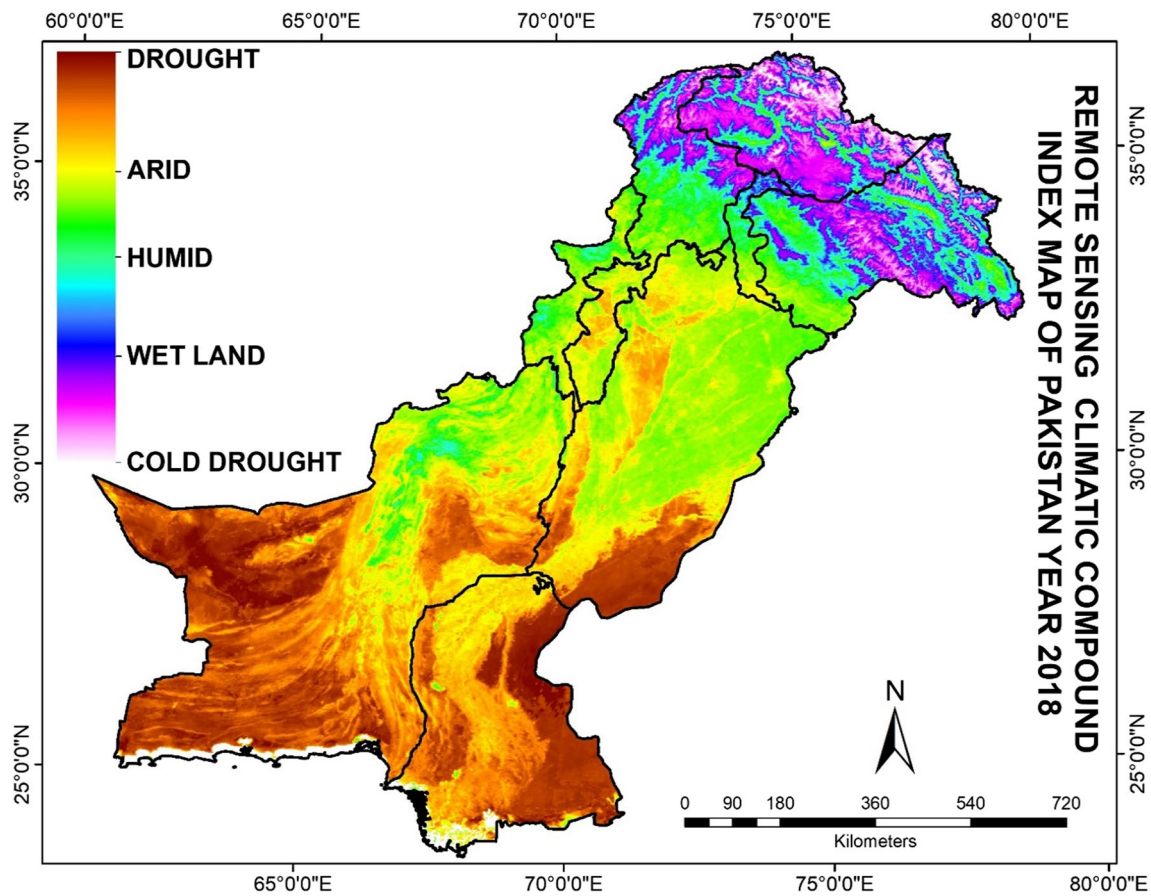 60°0'0"E 65°0'0"E 70°0'0"E 75°0'0"E 80°0'0"E
DROUGHT
ARID
HUMID
WET LAND
COLD DROUGHT
REMOTE SENSING CLIMATIC COMPOUND
INDEX MAP OF PAKISTAN YEAR 2018
35°0'0"N
30°0'0"N
25°0'0"N
35°0'0"N
30°0'0"N
25°0'0"N
N
0 90 180 360 540 720
Kilometers
65°0'0"E 70°0'0"E 75°0'0"E 80°0'0"E